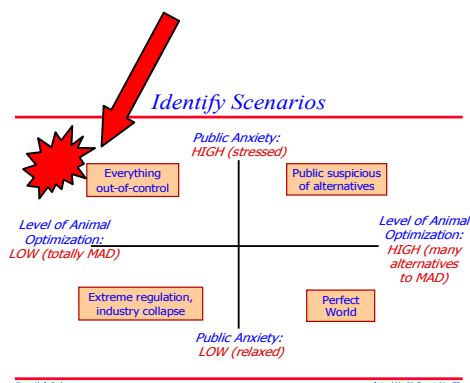 Identify Scenarios
Public Anxiety:
HIGH (stressed)
Everything
out-of-control
Public suspicious
of alternatives
Level of Animal
Optimization:
LOW (totally MAD)
Level of Animal
Optimization:
HIGH (many
alternatives
to MAD)
Extreme regulation,
industry collapse
Perfect
World
Public Anxiety:
LOW (relaxed)